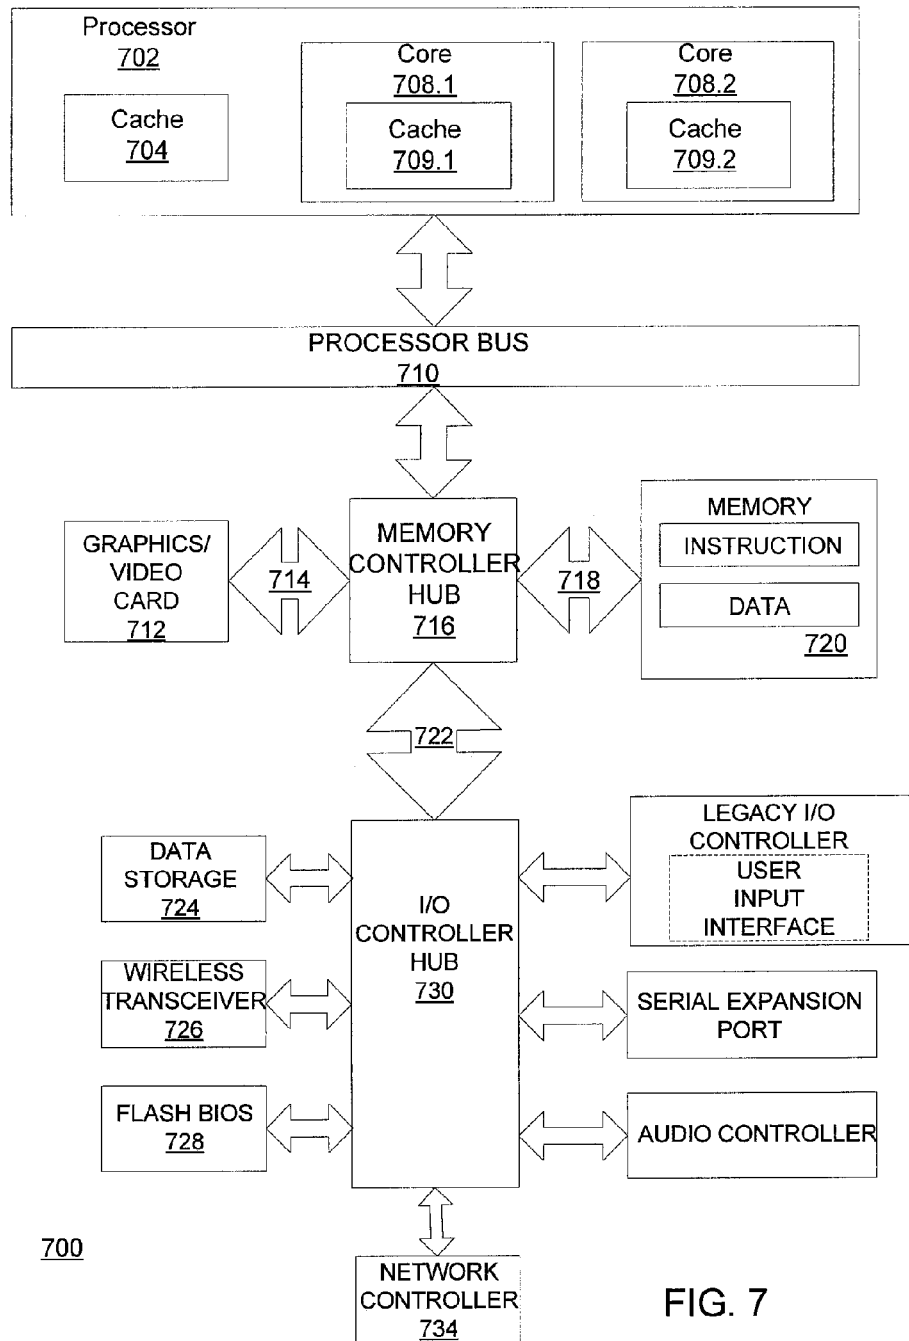 Processor
702
Cache
704
Core
708.1
Cache
709.1
Core
708.2
Cache
709.2
PROCESSOR BUS
710
GRAPHICS/
VIDEO
CARD
712
714
MEMORY
CONTROLLER
HUB
716
718
MEMORY
INSTRUCTION
DATA
720
722
DATA
STORAGE
724
WIRELESS
TRANSCEIVER
726
FLASH BIOS
728
I/O
CONTROLLER
HUB
730
LEGACY I/O
CONTROLLER
USER
INPUT
INTERFACE
SERIAL EXPANSION
PORT
AUDIO CONTROLLER
NETWORK
CONTROLLER
734
700
FIG. 7